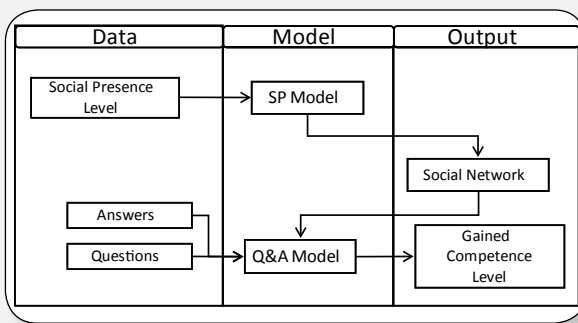 Data
Model
Output
Social Presence
Level
SP Model
Social Network
Answers
Questions
Q&A Model
Gained
Competence
Level